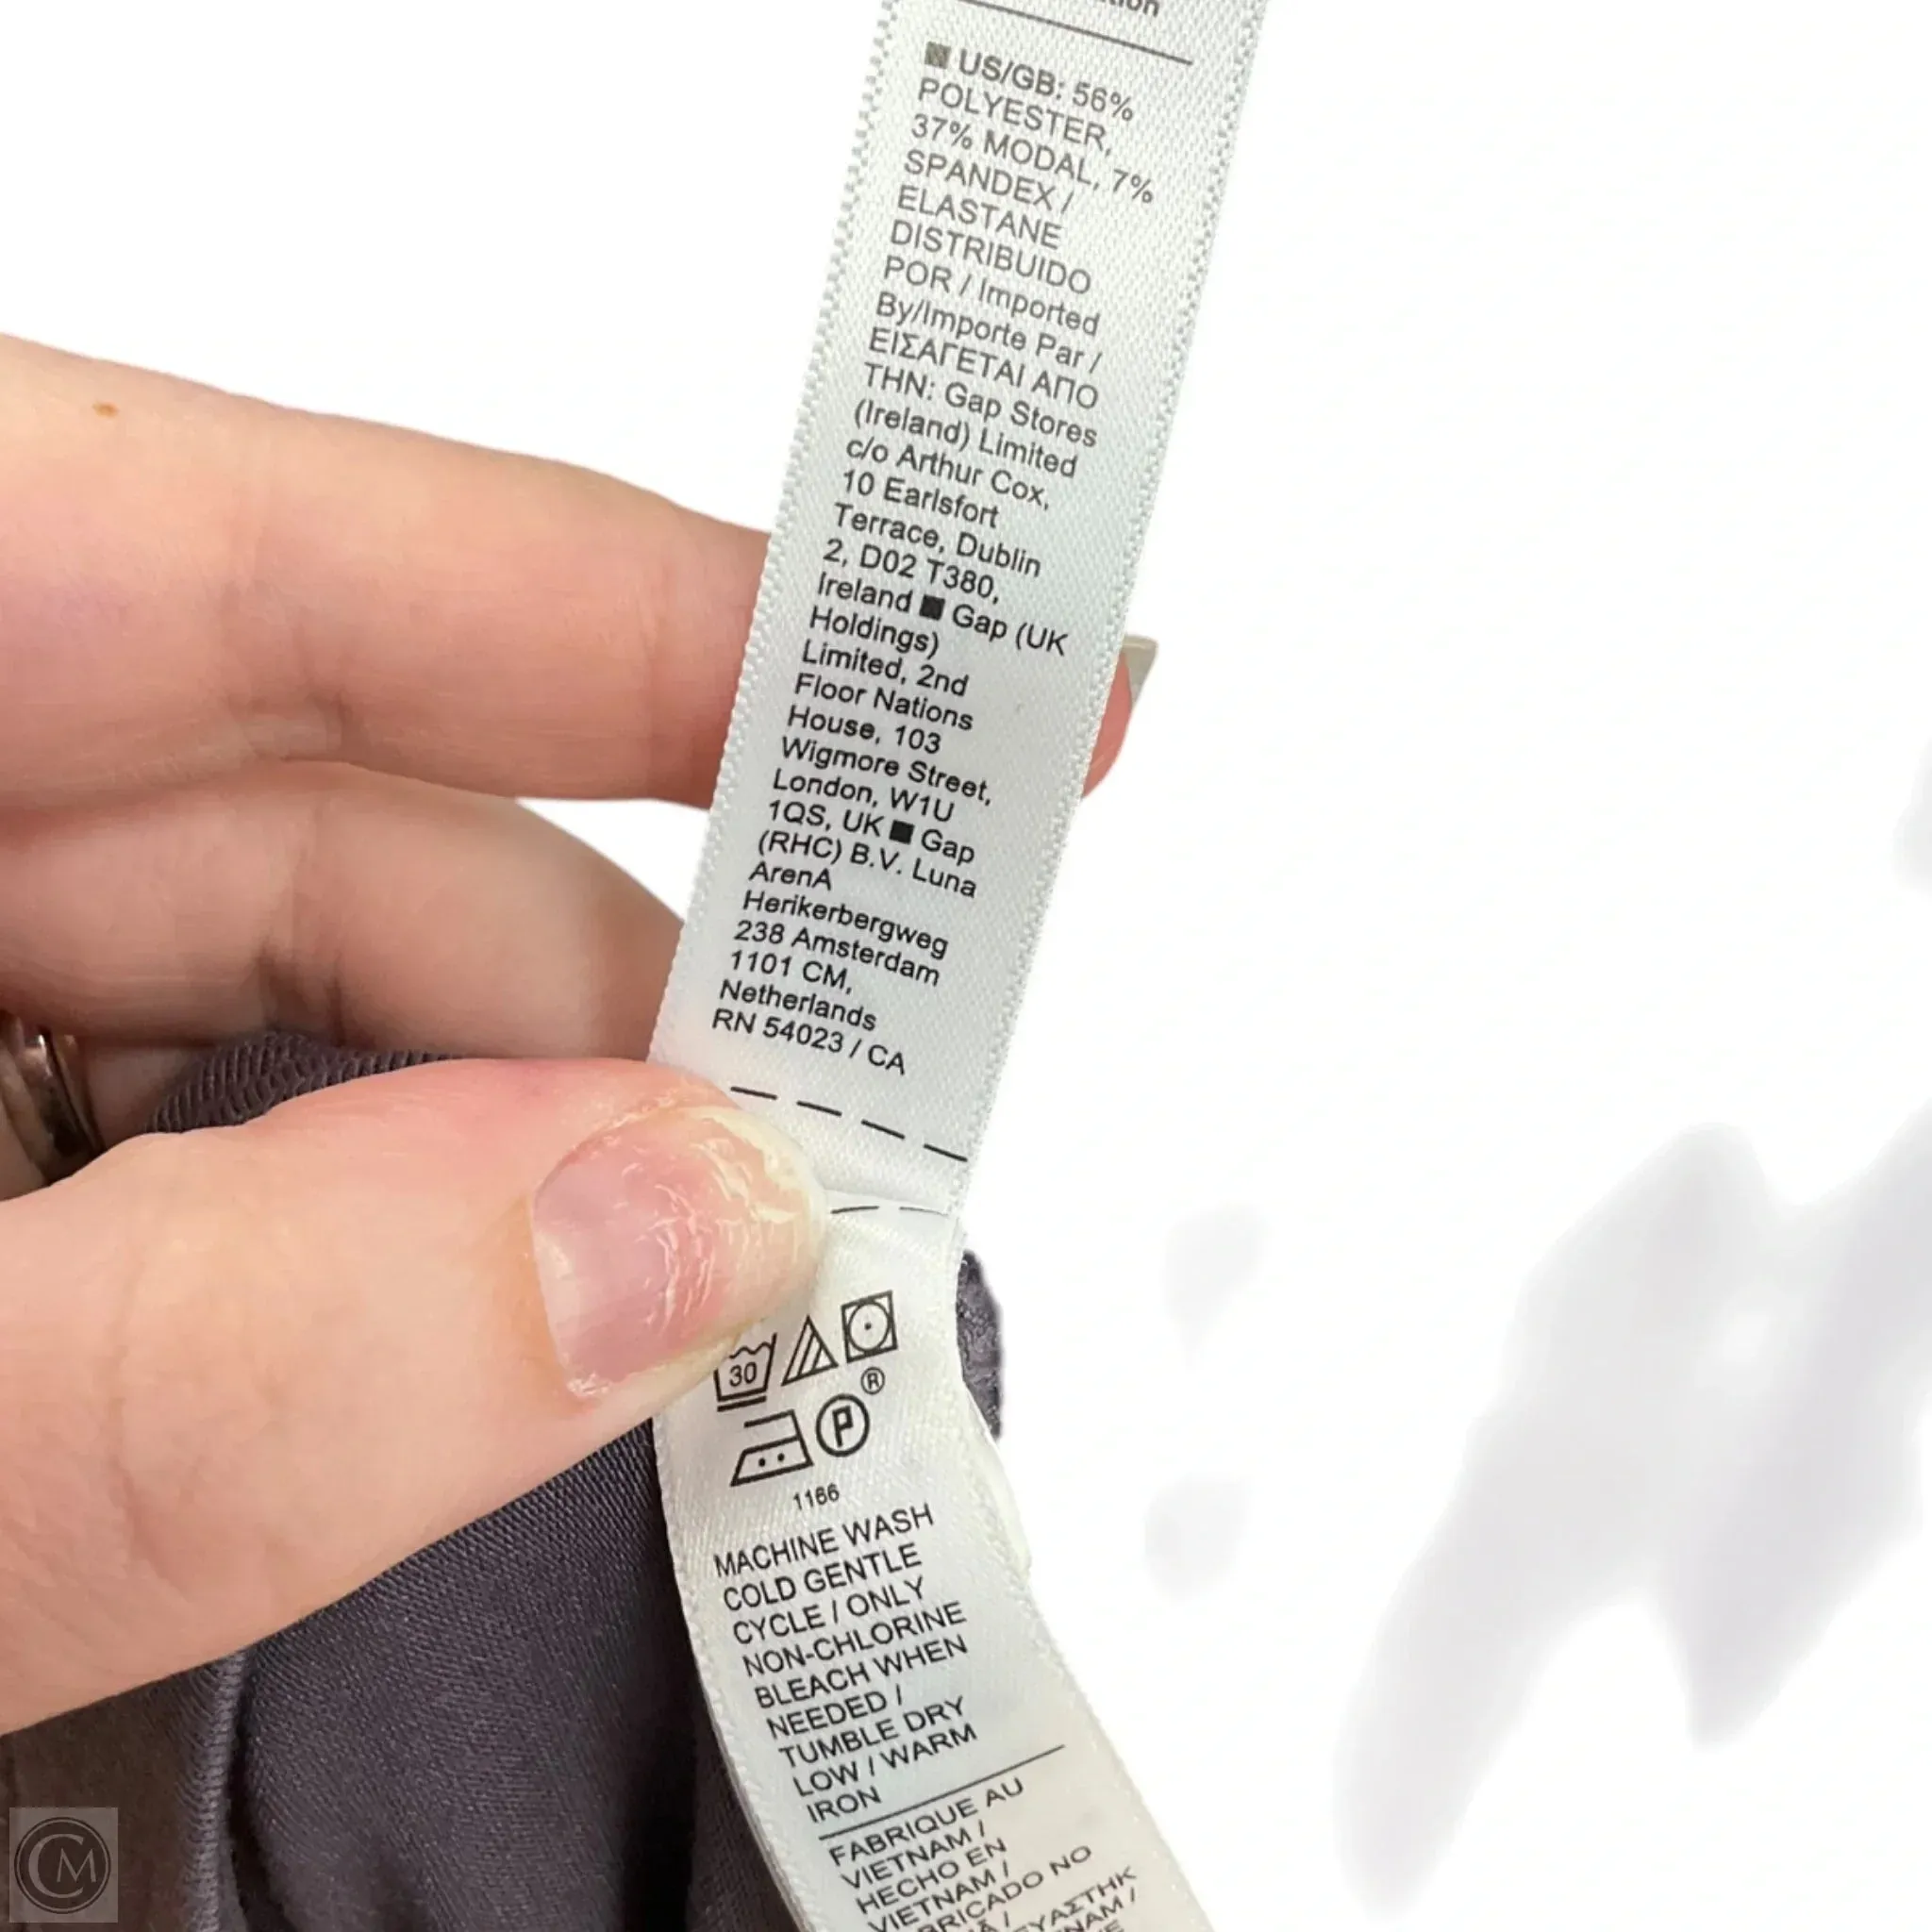 ■ US/GB: 56%
POLYESTER,
37% MODAL, 7%
SPANDEX /
ELASTANE
DISTRIBUIDO
POR / Imported
By/Importe Par /
ΕΙΣΑΓΕΤΑΙ ΑΠΟ
ΤΗΝ: Gap Stores
(Ireland) Limited
c/o Arthur Cox,
10 Earlsfort
Terrace, Dublin
2, D02 T380,
Ireland ■ Gap (UK
Holdings)
Limited, 2nd
Floor Nations
House, 103
Wigmore Street,
London, W1U
1QS, UK ■ Gap
(RHC) B.V. Luna
ArenA
Herikerbergweg
238 Amsterdam
1101 CM,
Netherlands
RN 54023 / CA
30
P ®
1166
MACHINE WASH
COLD GENTLE
CYCLE / ONLY
NON-CHLORINE
BLEACH WHEN
NEEDED /
TUMBLE DRY
LOW / WARM
IRON
FABRIQUE AU
VIETNAM /
HECHO EN
VIETNAM /
NO
CM